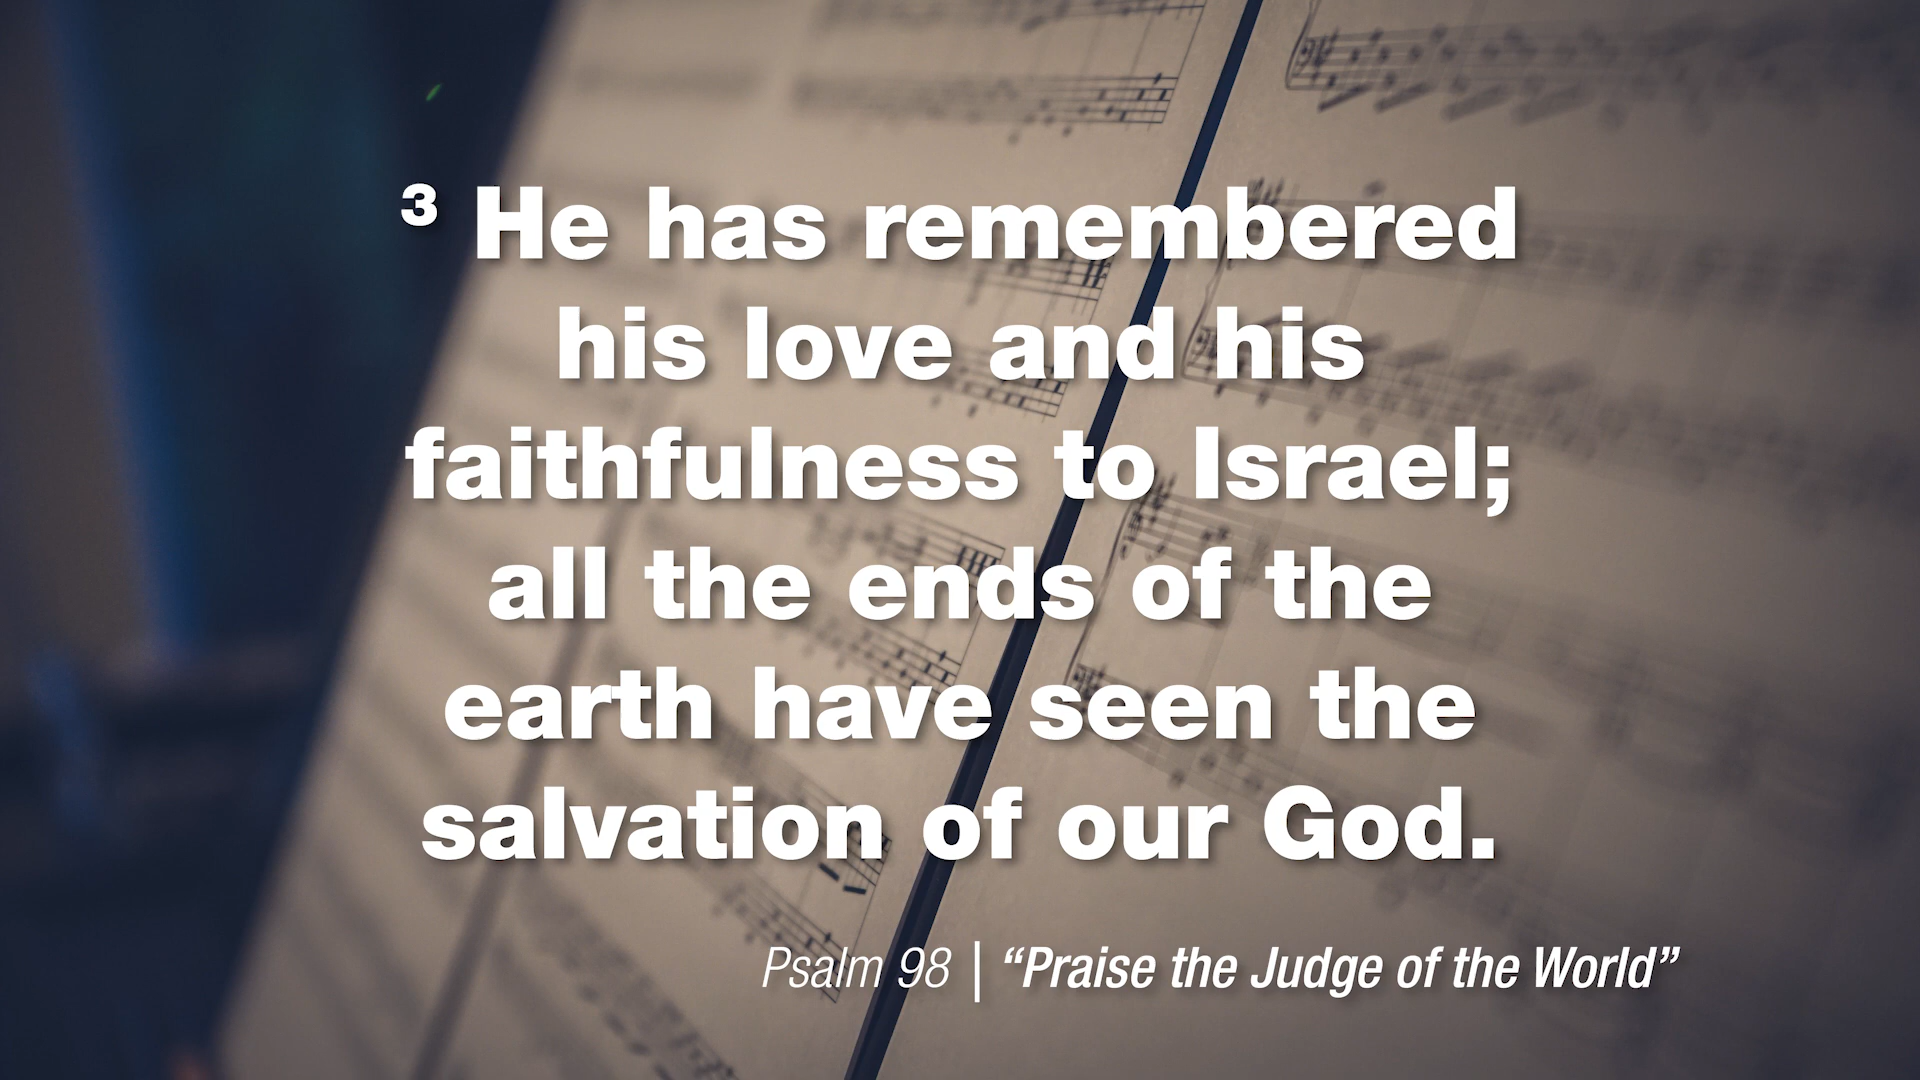 ³ He has remembered
his love and his
faithfulness to Israel;
all the ends of the
earth have seen the
salvation of our God.
Psalm 98 | “Praise the Judge of the World”